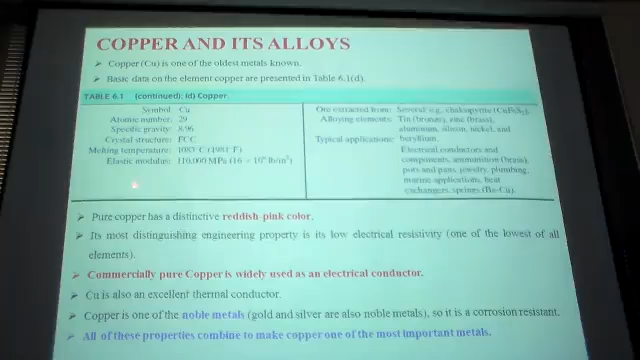 COPPER AND ITS ALLOYS
➢ Copper (Cu) is one of the oldest metals known.
➢ Basic data on the element copper are presented in Table 6.1(d).
TABLE 6.1 (continued): (d) Copper.
Symbol: Cu
Atomic number: 29
Specific gravity: 8.96
Crystal structure: FCC
Melting temperature: 1083°C (1981°F)
Elastic modulus: 110,000 MPa (16 × 10⁶ lb/in²)
Ore extracted from: Several: e.g., chalcopyrite (CuFeS₂).
Alloying elements: Tin (bronze), zinc (brass),
aluminum, silicon, nickel, and
beryllium.
Typical applications: Electrical conductors and
components, ammunition (brass),
pots and pans, jewelry, plumbing,
marine applications, heat
exchangers, springs (Be-Cu).
➢ Pure copper has a distinctive reddish-pink color.
➢ Its most distinguishing engineering property is its low electrical resistivity (one of the lowest of all
elements).
➢ Commercially pure Copper is widely used as an electrical conductor.
➢ Cu is also an excellent thermal conductor.
➢ Copper is one of the noble metals (gold and silver are also noble metals), so it is a corrosion resistant.
➢ All of these properties combine to make copper one of the most important metals.